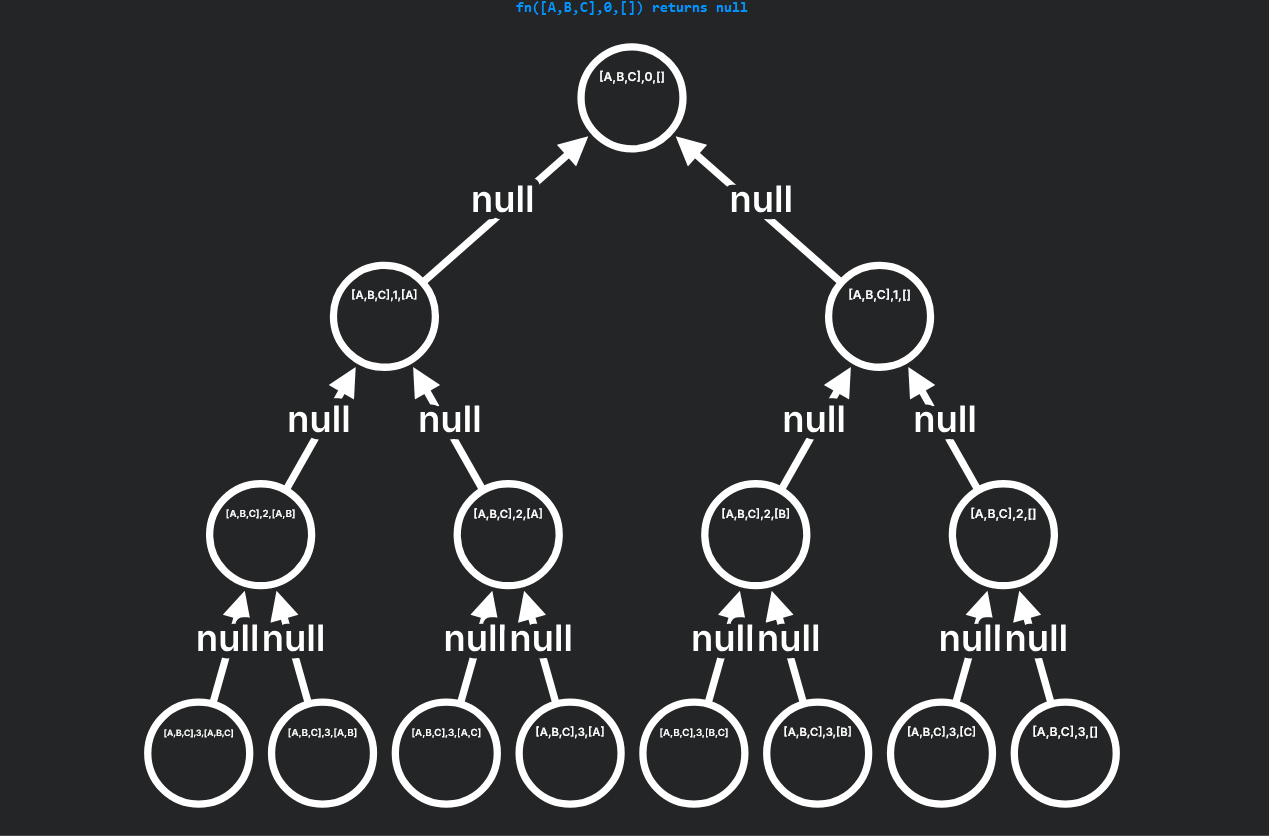 fn([A,B,C],0,[]) returns null
[A,B,C],0,[]
null
null
[A,B,C],1,[A]
[A,B,C],1,[]
null
null
null
null
[A,B,C],2,[A,B]
[A,B,C],2,[A]
[A,B,C],2,[B]
[A,B,C],2,[]
null
null
null
null
null
null
null
null
[A,B,C],3,[A,B,C]
[A,B,C],3,[A,B]
[A,B,C],3,[A,C]
[A,B,C],3,[A]
[A,B,C],3,[B,C]
[A,B,C],3,[B]
[A,B,C],3,[C]
[A,B,C],3,[]